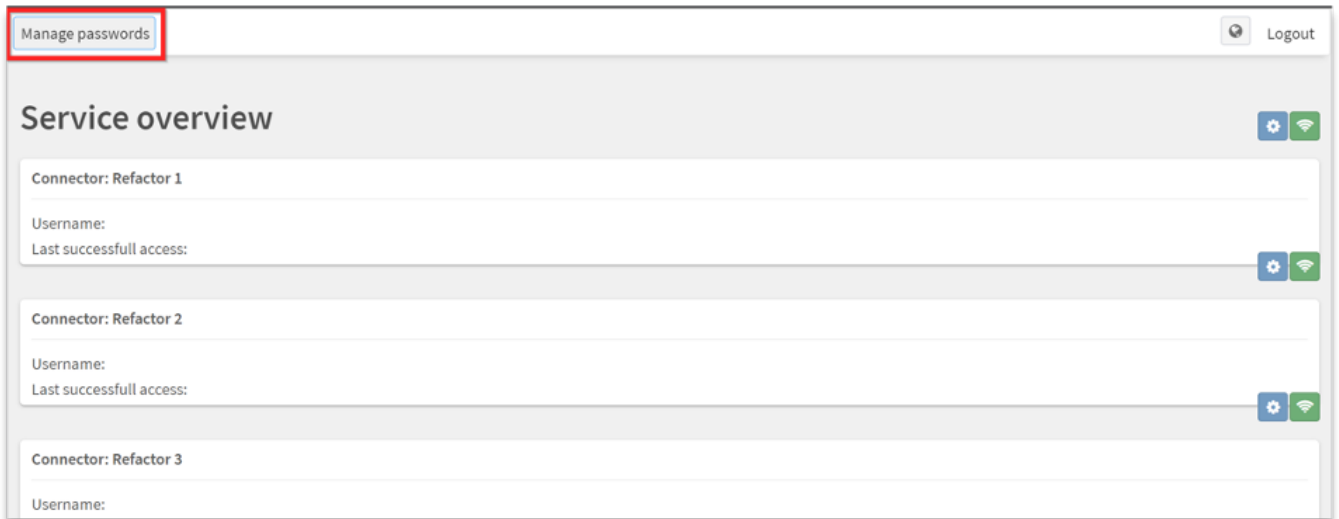 Manage passwords
Logout
Service overview
Connector: Refactor 1
Username:
Last successfull access:
Connector: Refactor 2
Username:
Last successfull access:
Connector: Refactor 3
Username: